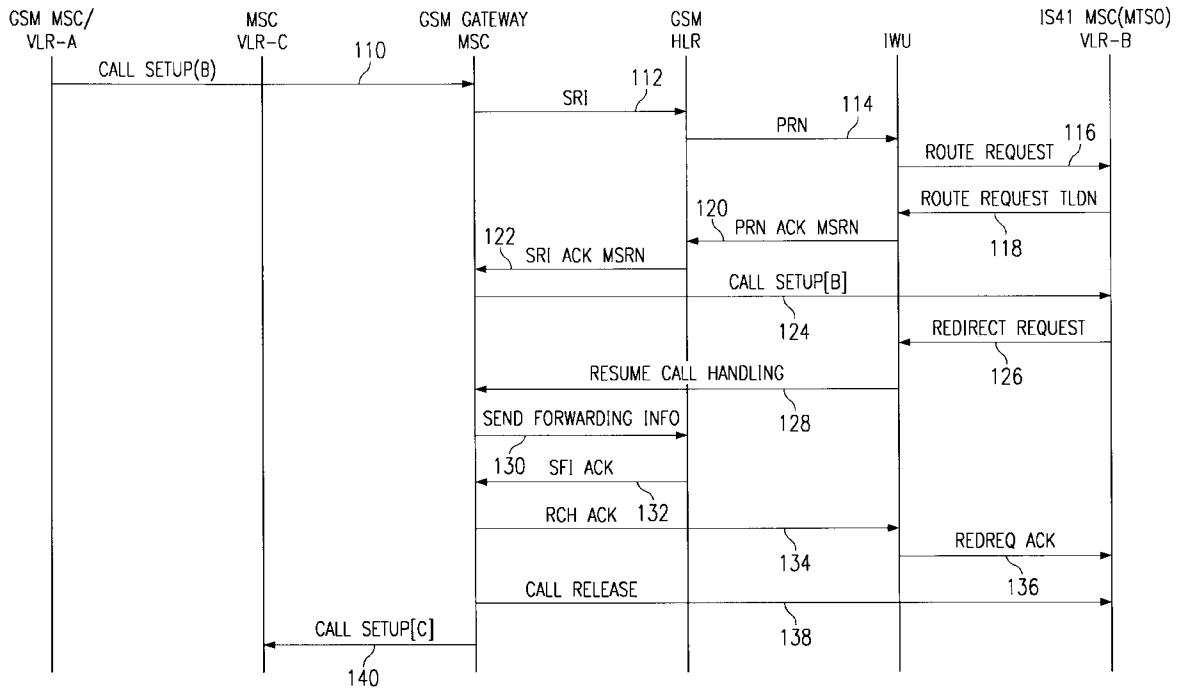 GSM MSC/
VLR-A
MSC
VLR-C
GSM GATEWAY
MSC
GSM
HLR
IWU
IS41 MSC(MTSO)
VLR-B
CALL SETUP(B)
110
SRI
112
PRN
114
ROUTE REQUEST
116
ROUTE REQUEST TLDN
118
PRN ACK MSRN
120
SRI ACK MSRN
122
CALL SETUP[B]
124
REDIRECT REQUEST
126
RESUME CALL HANDLING
128
SEND FORWARDING INFO
130
SFI ACK
132
RCH ACK
134
REDREQ ACK
136
CALL RELEASE
138
CALL SETUP[C]
140